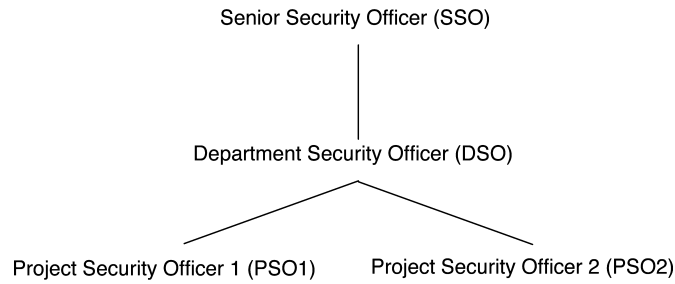 Senior Security Officer (SSO)
Department Security Officer (DSO)
Project Security Officer 1 (PSO1)
Project Security Officer 2 (PSO2)